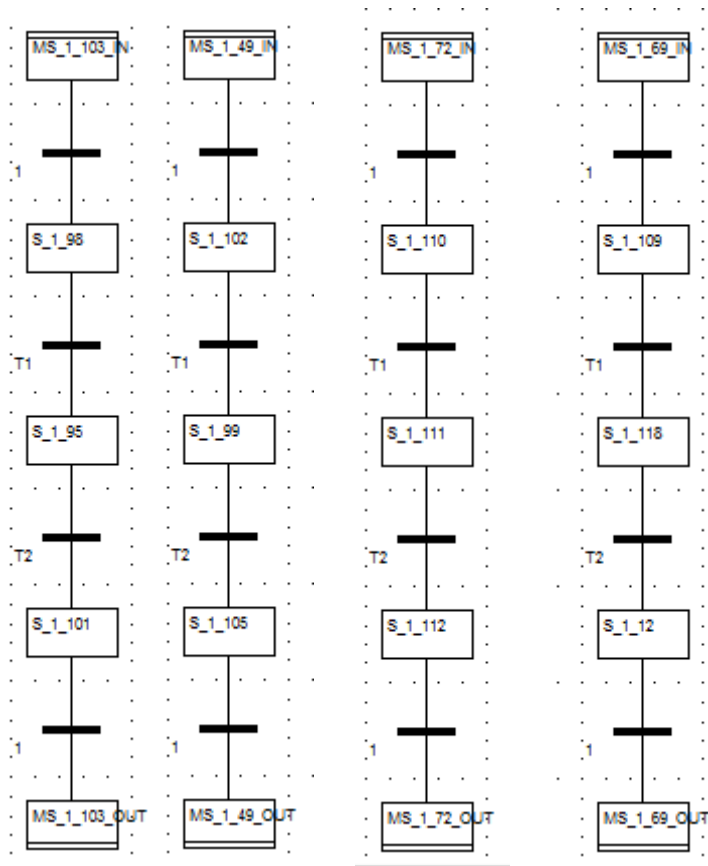 MS_1_103_IN
1
S_1_98
T1
S_1_95
T2
S_1_101
1
MS_1_103_OUT
MS_1_49_IN
1
S_1_102
T1
S_1_99
T2
S_1_105
1
MS_1_49_OUT
MS_1_72_IN
1
S_1_110
T1
S_1_111
T2
S_1_112
1
MS_1_72_OUT
MS_1_69_IN
1
S_1_109
T1
S_1_118
T2
S_1_12
1
MS_1_69_OUT